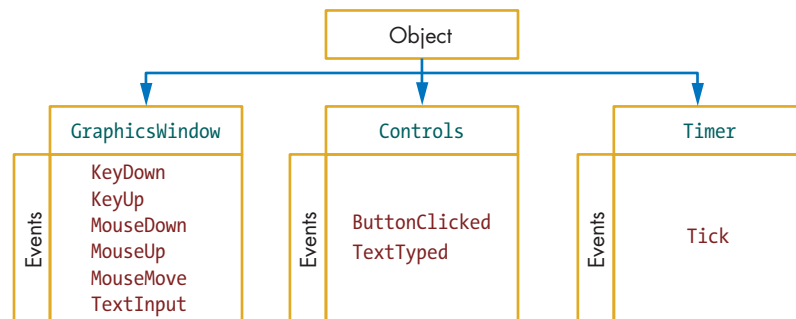 Object
GraphicsWindow
Events
KeyDown
KeyUp
MouseDown
MouseUp
MouseMove
TextInput
Controls
Events
ButtonClicked
TextTyped
Timer
Events
Tick